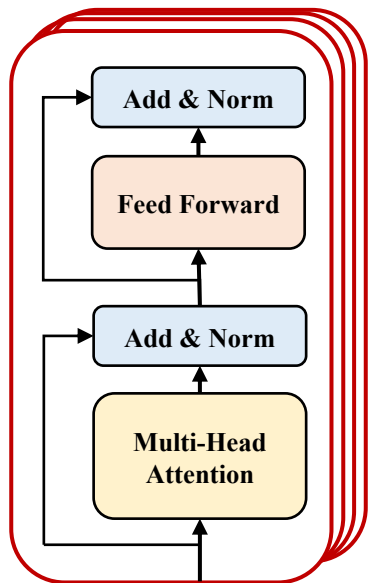 Add & Norm
Feed Forward
Add & Norm
Multi-Head
Attention